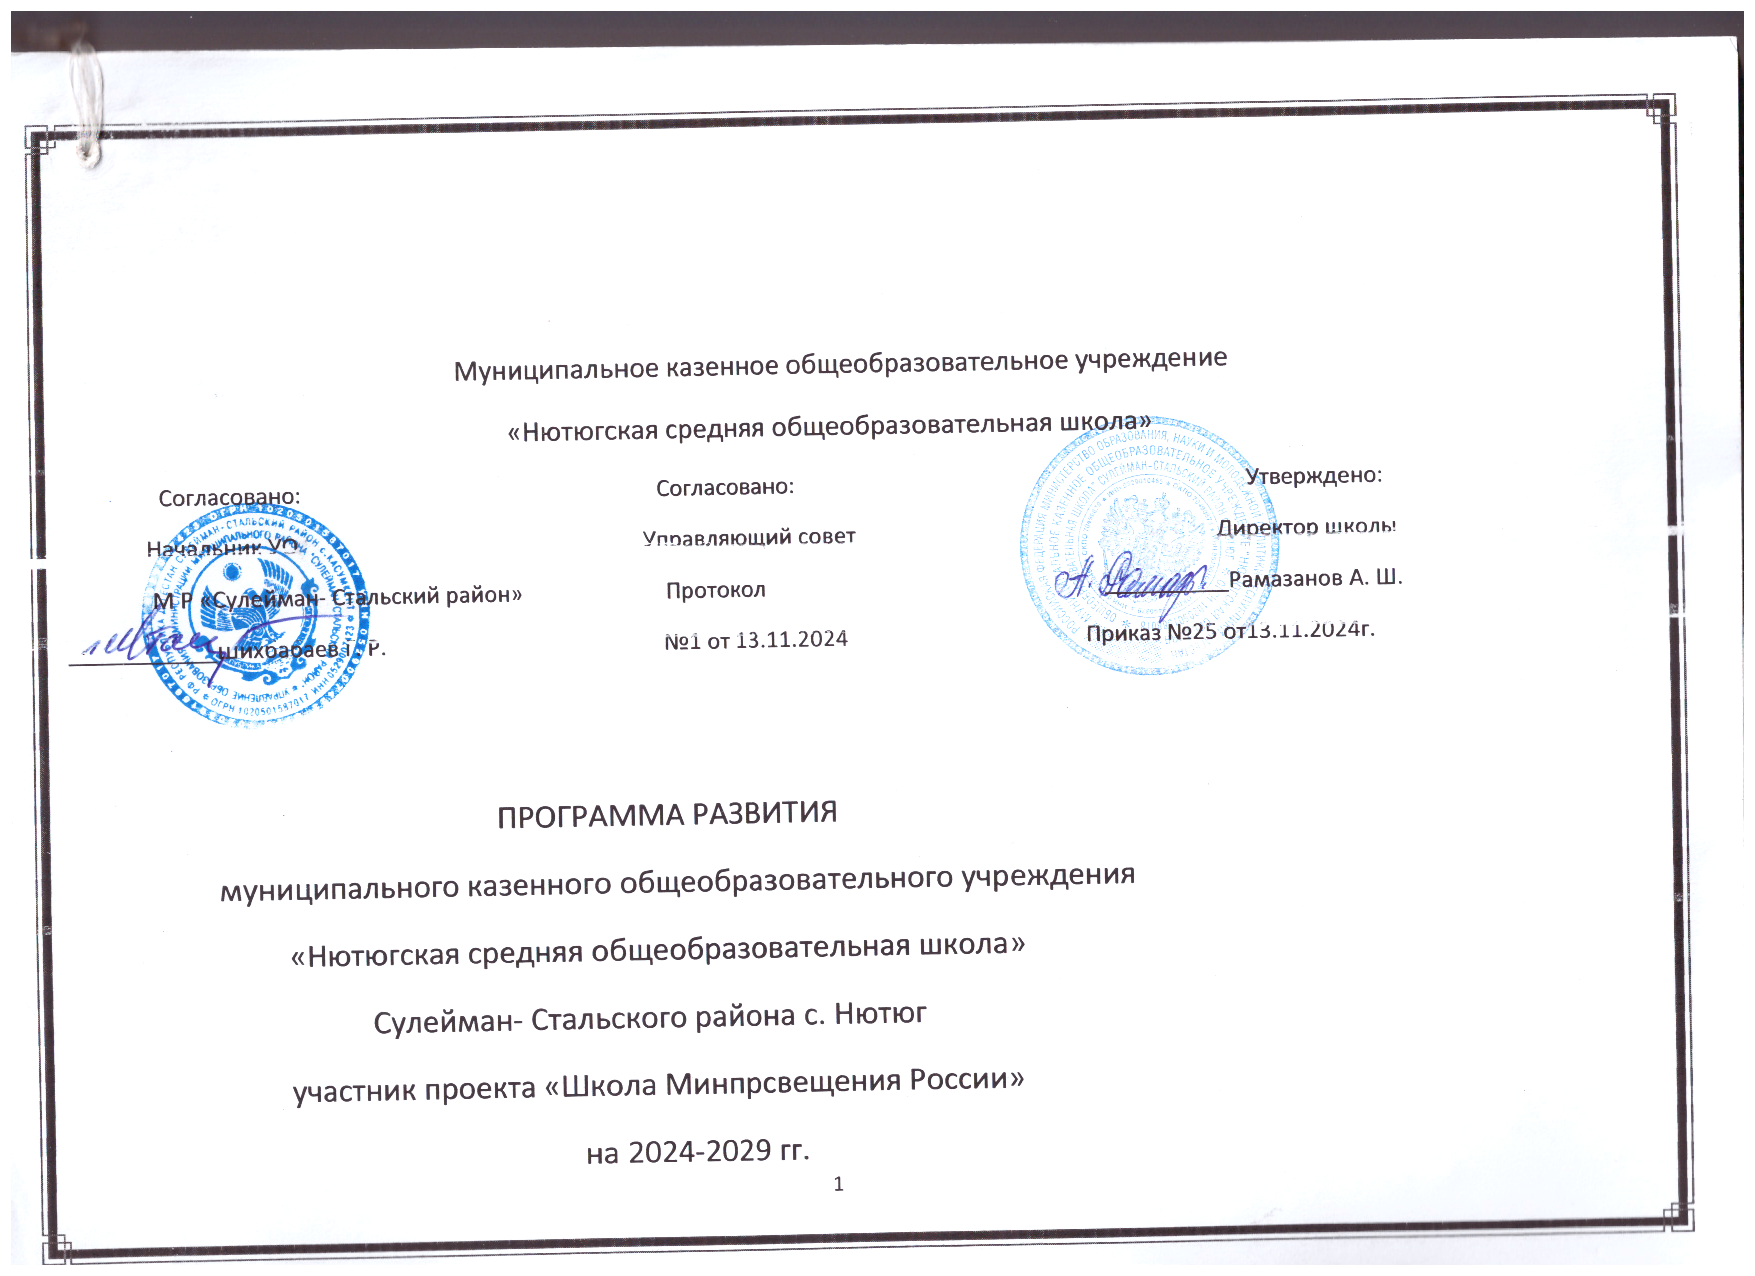 Муниципальное казенное общеобразовательное учреждение
«Нютюгская средняя общеобразовательная школа»
Согласовано:
Начальник УО
М Р «Сулейман- Стальский район»
Шихбабаев Р.
Согласовано:
Управляющий совет
Протокол
№1 от 13.11.2024
Утверждено:
Директор школы
Рамазанов А. Ш.
Приказ №25 от13.11.2024г.
ПРОГРАММА РАЗВИТИЯ
муниципального казенного общеобразовательного учреждения
«Нютюгская средняя общеобразовательная школа»
Сулейман- Стальского района с. Нютюг
участник проекта «Школа Минпрсвещения России»
на 2024-2029 гг.
1